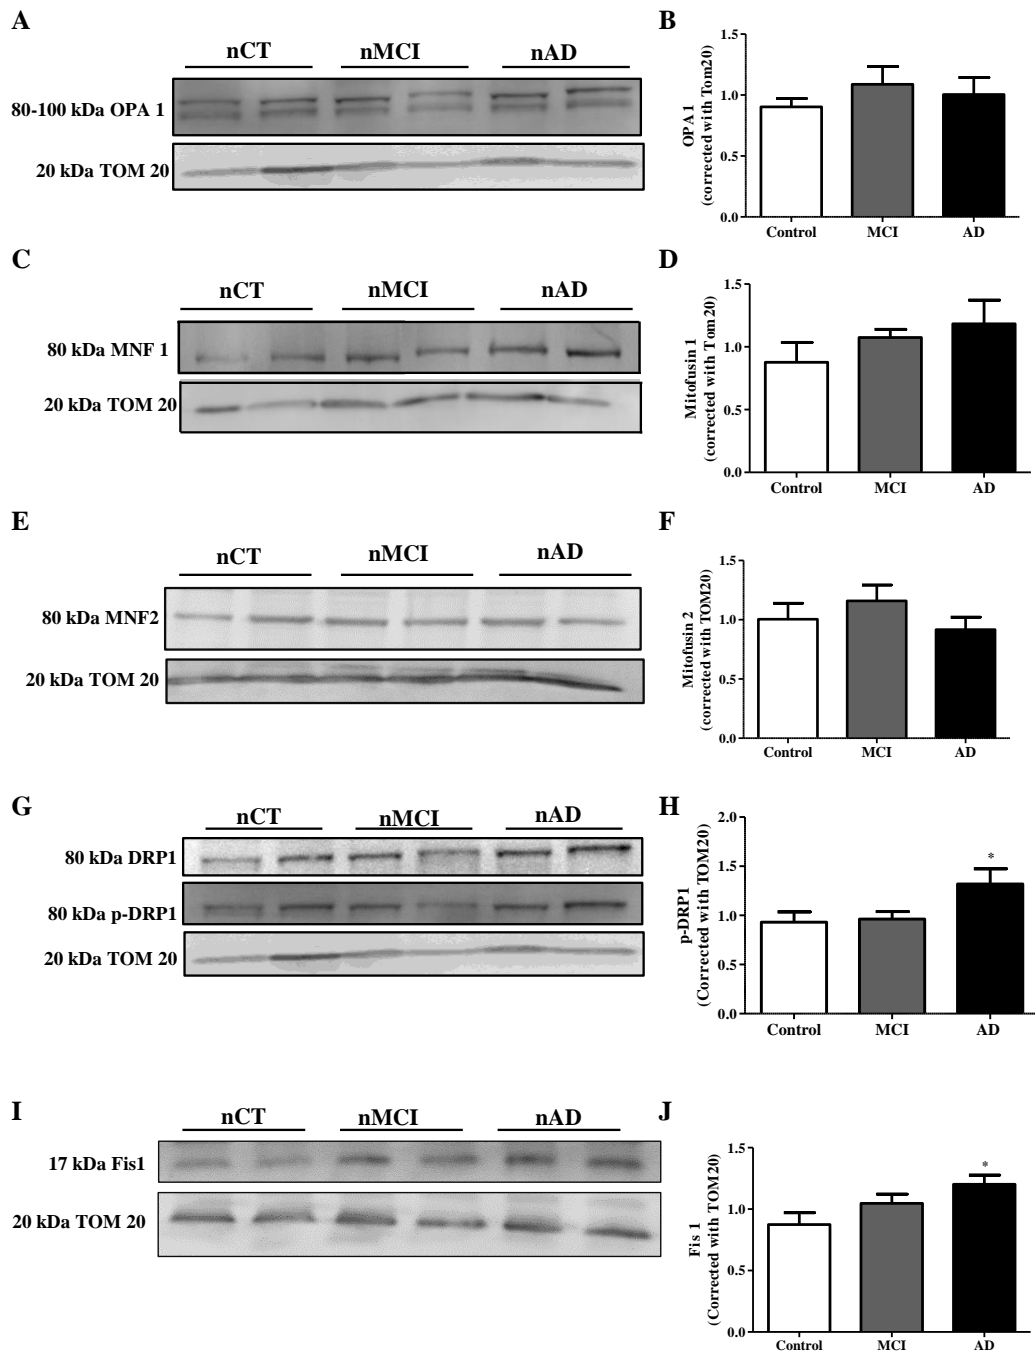 A
nCT nMCI nAD
80-100 kDa OPA 1
20 kDa TOM 20
B
OPA 1
(corrected with Tom20)
1.5
1.0
0.5
0.0
Control MCI AD
C
nCT nMCI nAD
80 kDa MNF 1
20 kDa TOM 20
D
Mitofusin 1
(corrected with Tom20)
1.5
1.0
0.5
0.0
Control MCI AD
E
nCT nMCI nAD
80 kDa MNF2
20 kDa TOM 20
F
Mitofusin 2
(corrected with TOM20)
1.5
1.0
0.5
0.0
Control MCI AD
G
nCT nMCI nAD
80 kDa DRP1
80 kDa p-DRP1
20 kDa TOM 20
H
p-DRP1
(Corrected with TOM20)
2.0
1.5
1.0
0.5
0.0
*
Control MCI AD
I
nCT nMCI nAD
17 kDa Fis1
20 kDa TOM 20
J
Fis 1
(Corrected with TOM20)
1.5
1.0
0.5
0.0
*
Control MCI AD